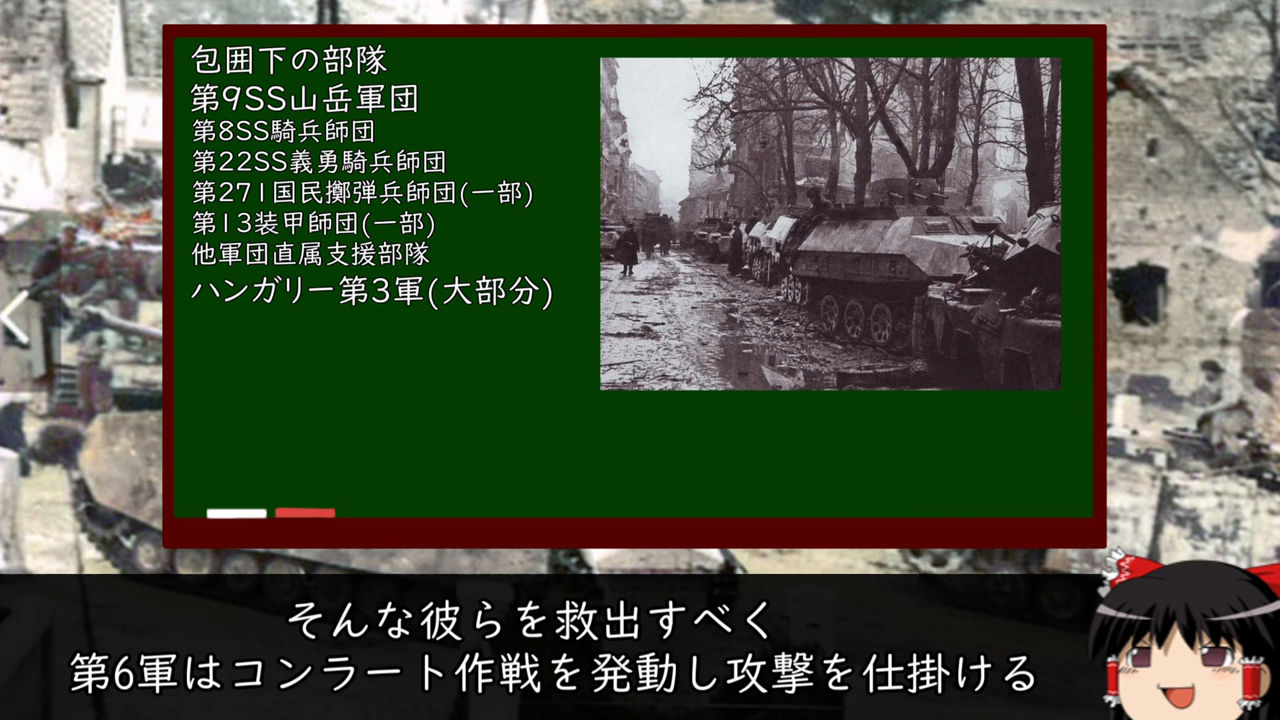 包囲下の部隊
第9SS山岳軍団
第8SS騎兵師団
第22SS義勇騎兵師団
第271国民擲弾兵師団(一部)
第13装甲師団(一部)
他軍団直属支援部隊
ハンガリー第3軍(大部分)
そんな彼らを救出すべく
第6軍はコンラート作戦を発動し攻撃を仕掛ける